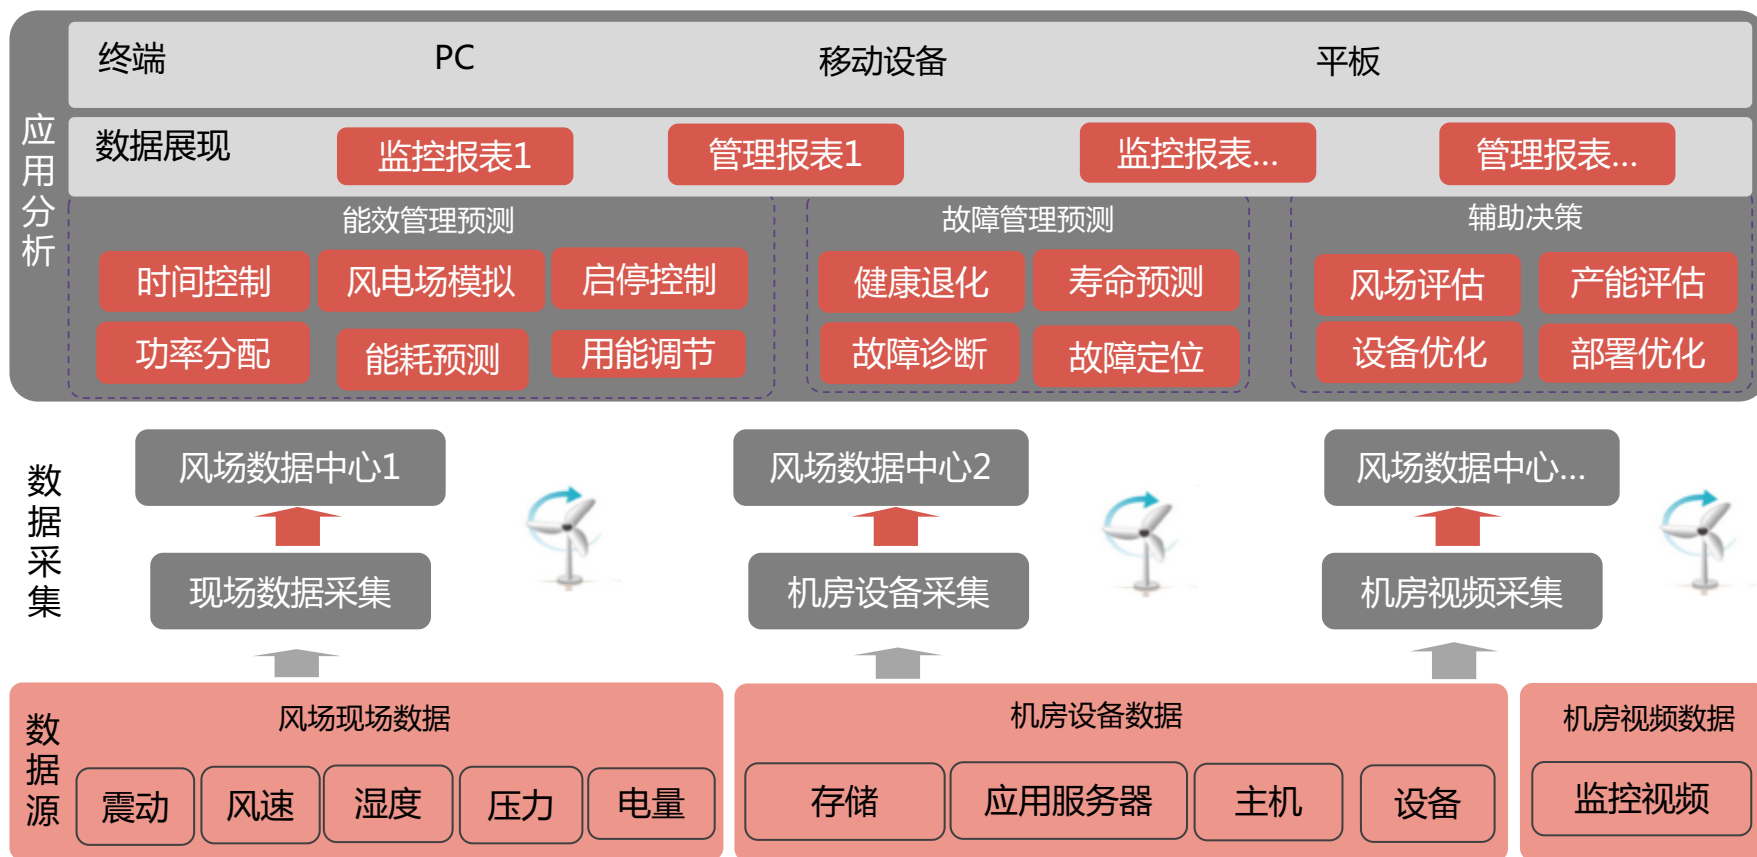 应用分析
终端 PC 移动设备 平板
数据展现 监控报表1 管理报表1 监控报表... 管理报表...
能效管理预测 故障管理预测 辅助决策
时间控制 风电场模拟 启停控制 健康退化 寿命预测 风场评估 产能评估
功率分配 能耗预测 用能调节 故障诊断 故障定位 设备优化 部署优化
数据采集
风场数据中心1 风场数据中心2 风场数据中心...
现场数据采集 机房设备采集 机房视频采集
数据源
风场现场数据 机房设备数据 机房视频数据
震动 风速 湿度 压力 电量 存储 应用服务器 主机 设备 监控视频